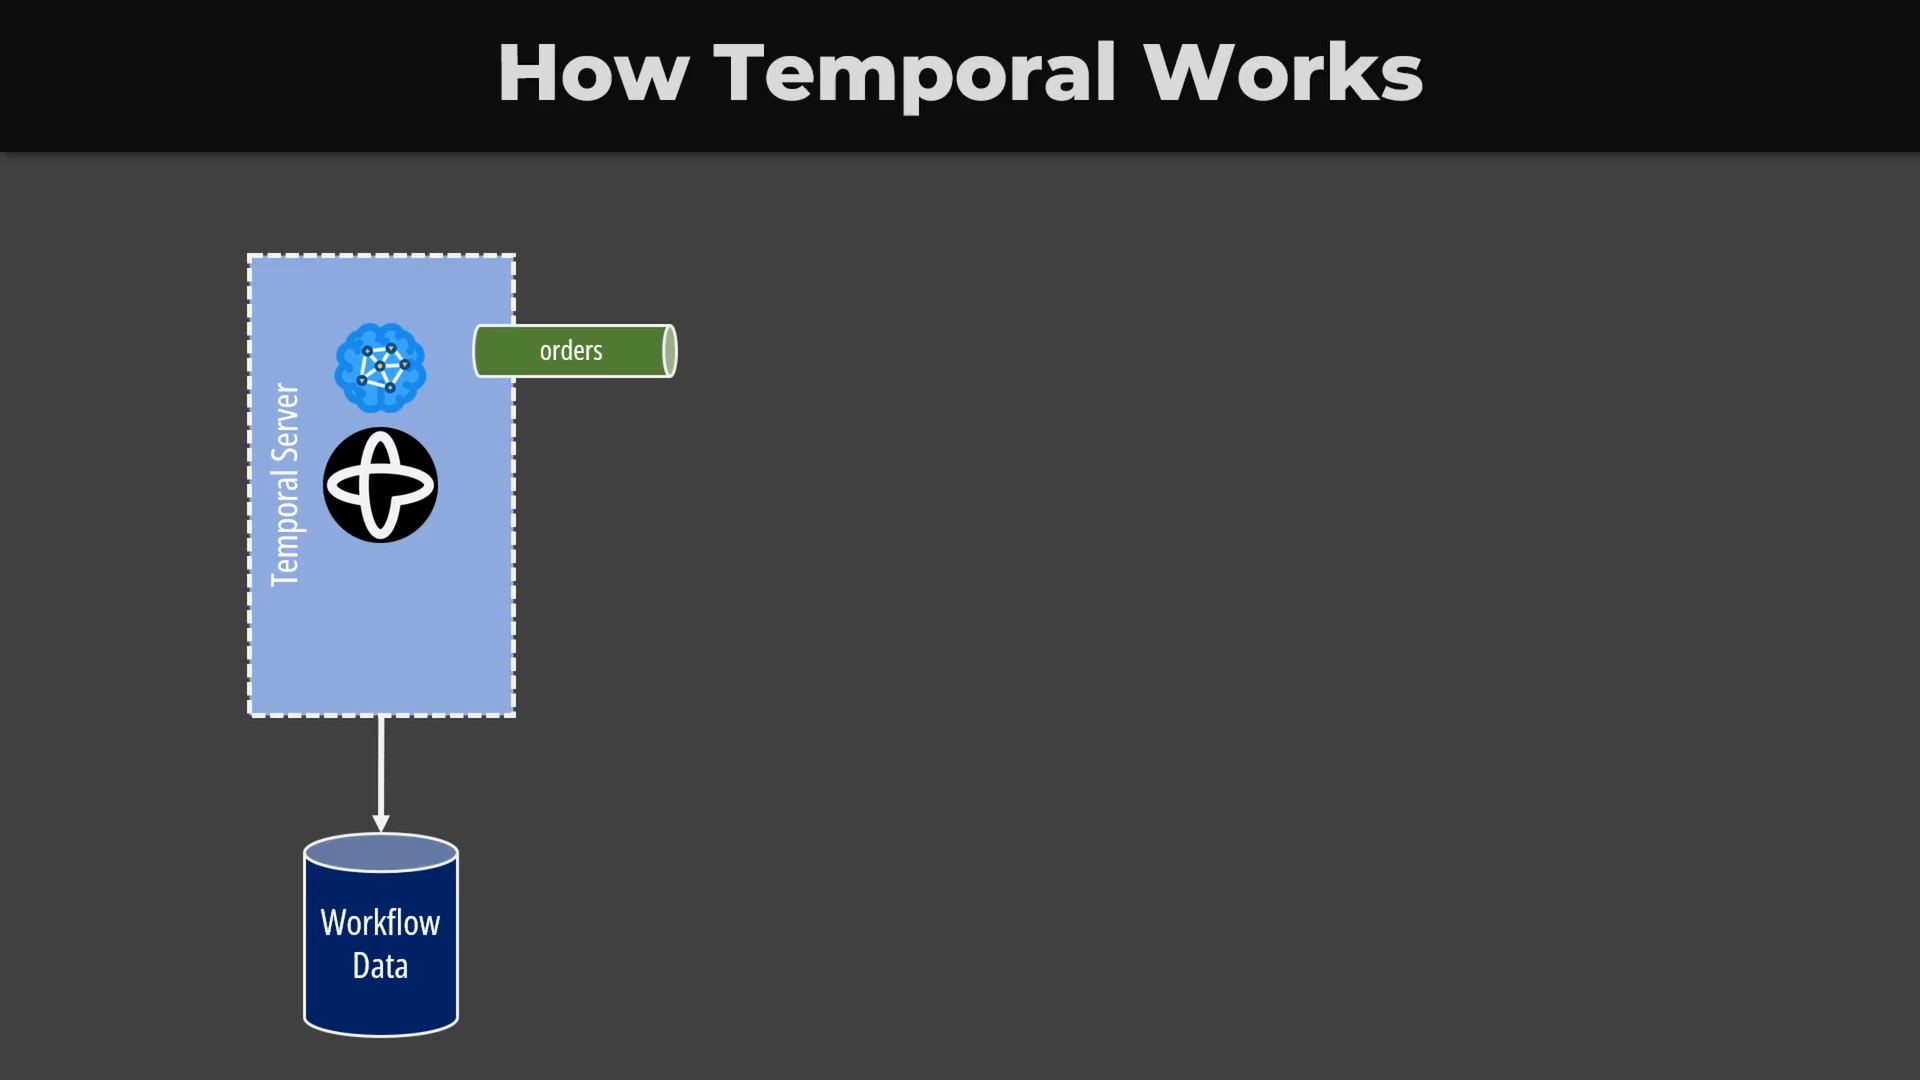 How Temporal Works
orders
Temporal Server
Workflow
Data